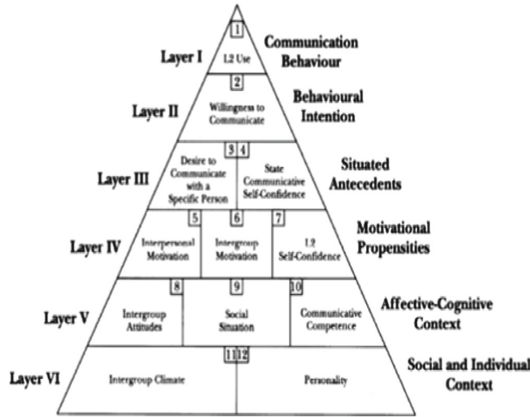 1
Communication
Behaviour
Layer I
L2 Use
2
Behavioural
Intention
Layer II
Willingness to
Communicate
3 4
Situated
Antecedents
Layer III
Desire to
Communicate
with a
Specific Person
State
Communicative
Self-Confidence
5 6 7
Motivational
Propensities
Layer IV
Interpersonal
Motivation
Intergroup
Motivation
L2
Self-Confidence
8 9 10
Affective-Cognitive
Context
Layer V
Intergroup
Attitudes
Social
Situation
Communicative
Competence
11 12
Social and Individual
Context
Layer VI
Intergroup Climate
Personality